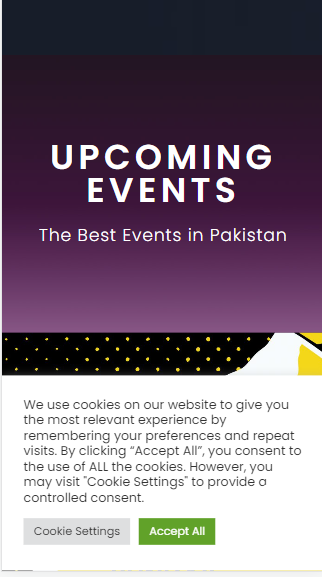 UPCOMING
EVENTS
The Best Events in Pakistan
We use cookies on our website to give you
the most relevant experience by
remembering your preferences and repeat
visits. By clicking “Accept All”, you consent to
the use of ALL the cookies. However, you
may visit "Cookie Settings" to provide a
controlled consent.
Cookie Settings
Accept All